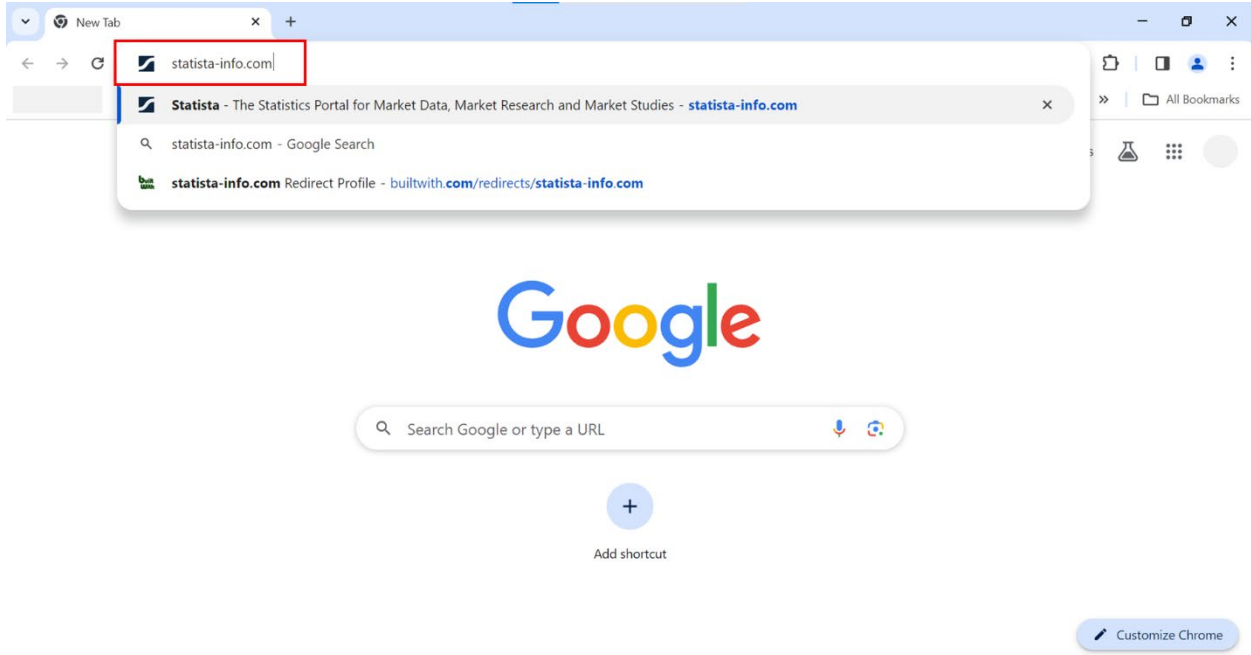 New Tab
statista-info.com
Statista - The Statistics Portal for Market Data, Market Research and Market Studies - statista-info.com
All Bookmarks
statista-info.com - Google Search
s
statista-info.com Redirect Profile - builtwith.com/redirects/statista-info.com
Google
Search Google or type a URL
Add shortcut
Customize Chrome